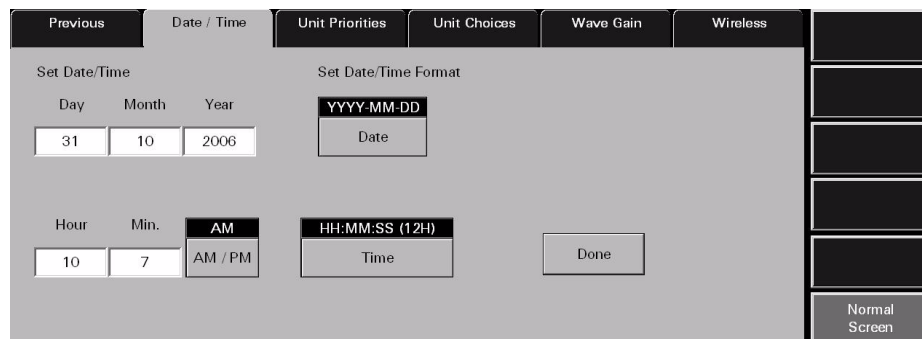 Previous
Date / Time
Unit Priorities
Unit Choices
Wave Gain
Wireless
Set Date/Time
Set Date/Time Format
Day Month Year
YYYY-MM-DD
31 10 2006
Date
Hour Min. AM
HH:MM:SS (12H)
10 7 AM / PM
Time
Done
Normal
Screen